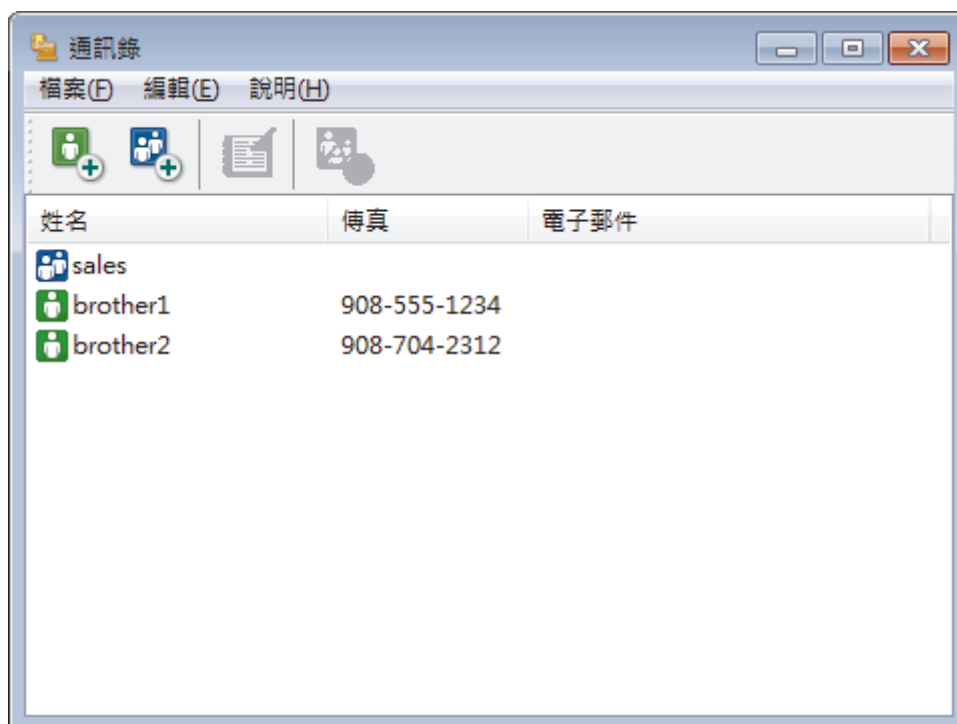 通訊錄
檔案(F) 編輯(E) 說明(H)
姓名 傳真 電子郵件
sales
brother1 908-555-1234
brother2 908-704-2312